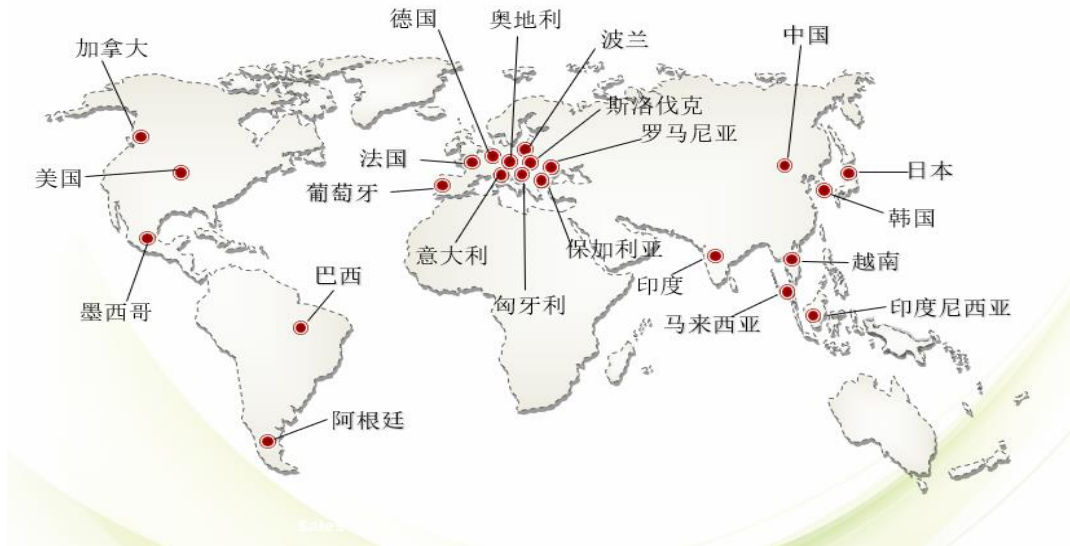 德国
奥地利
波兰
中国
加拿大
斯洛伐克
罗马尼亚
法国
美国
葡萄牙
日本
韩国
意大利
保加利亚
越南
巴西
印度
匈牙利
墨西哥
马来西亚
印度尼西亚
阿根廷
Sales